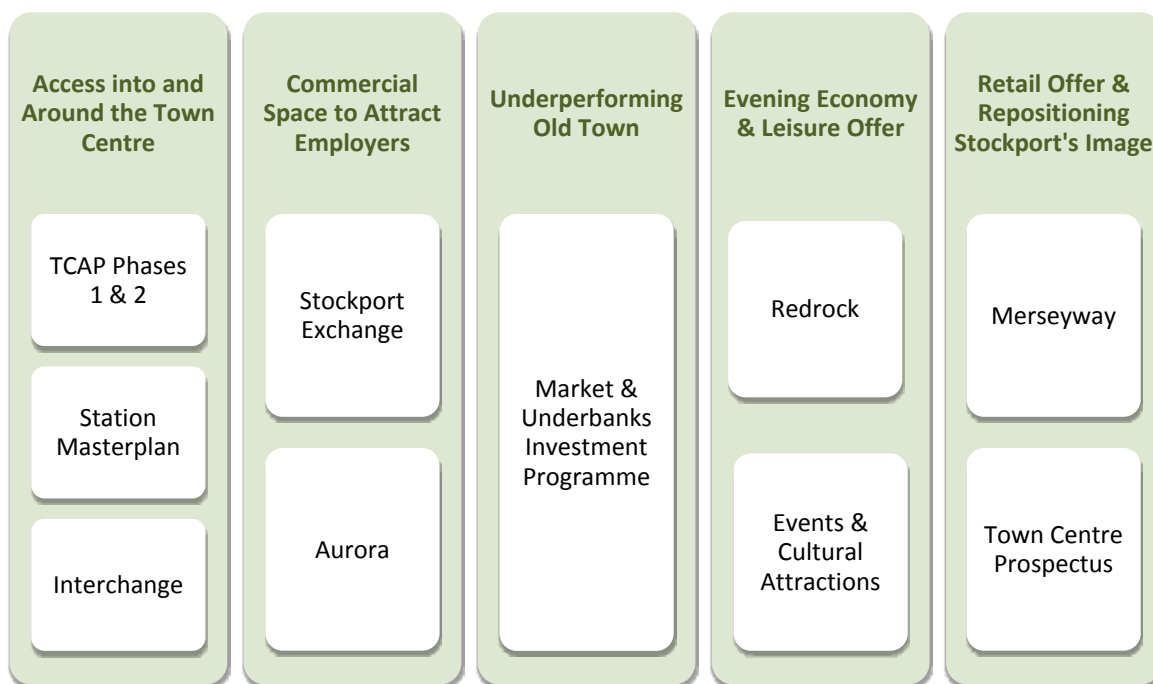 Access into and
Around the Town
Centre
TCAP Phases
1 & 2
Station
Masterplan
Interchange
Commercial
Space to Attract
Employers
Stockport
Exchange
Aurora
Underperforming
Old Town
Market &
Underbanks
Investment
Programme
Evening Economy
& Leisure Offer
Redrock
Events &
Cultural
Attractions
Retail Offer &
Repositioning
Stockport's Image
Merseyway
Town Centre
Prospectus